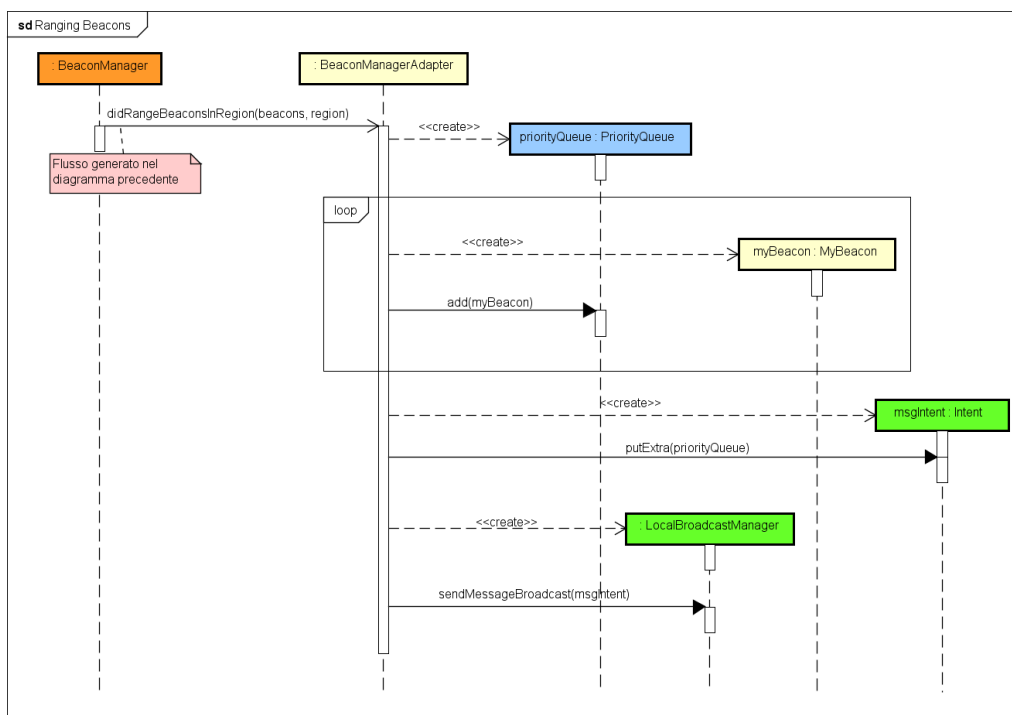 sd Ranging Beacons
: BeaconManager
: BeaconManagerAdapter
didRangeBeaconsInRegion(beacons, region)
<<create>>
priorityQueue : PriorityQueue
Flusso generato nel
diagramma precedente
loop
<<create>>
myBeacon : MyBeacon
add(myBeacon)
<<create>>
msgIntent : Intent
putExtra(priorityQueue)
<<create>>
: LocalBroadcastManager
sendMessageBroadcast(msgIntent)